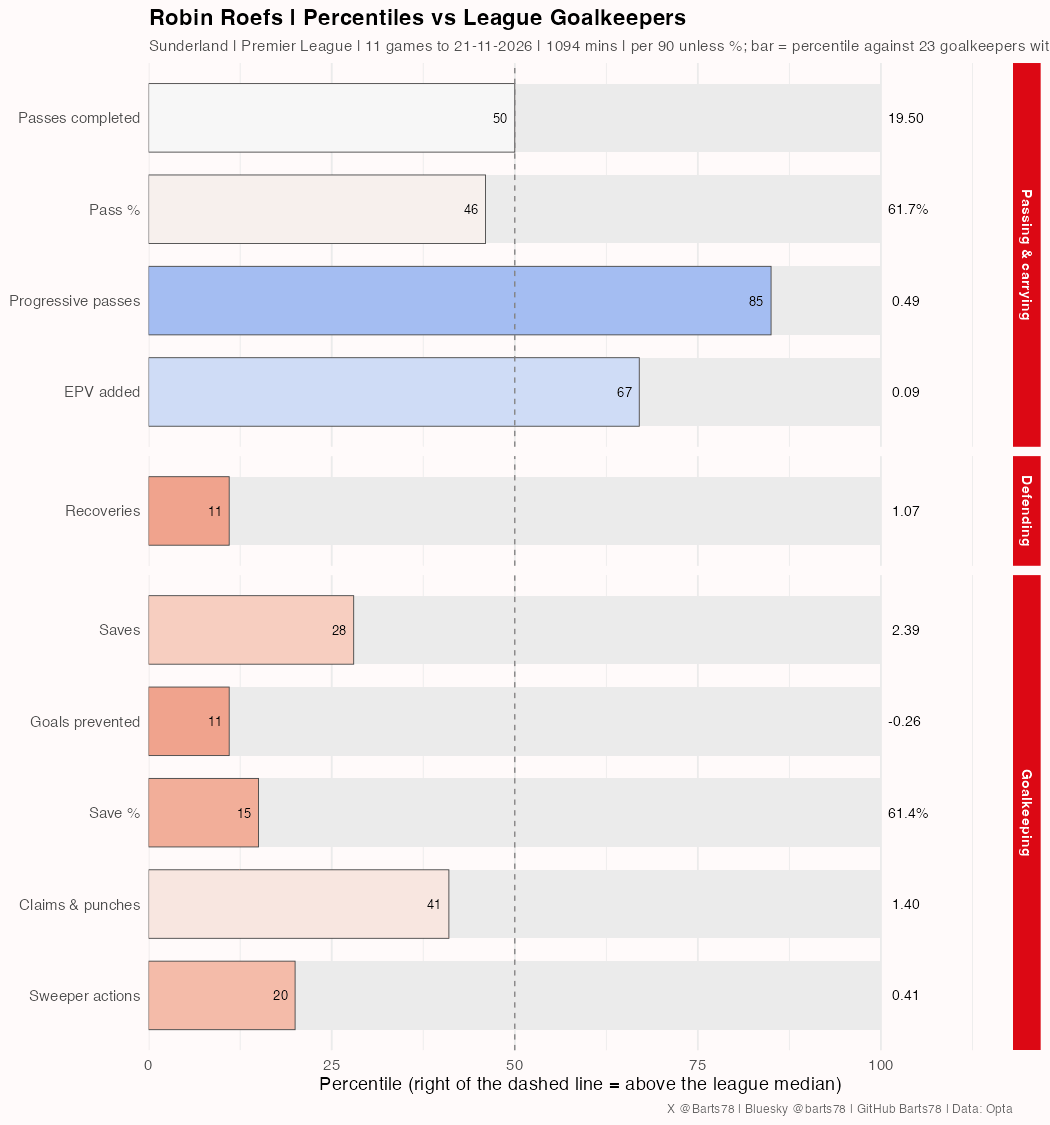 Robin Roefs | Percentiles vs League Goalkeepers
Sunderland | Premier League | 11 games to 21-11-2026 | 1094 mins | per 90 unless %; bar = percentile against 23 goalkeepers wit
Passes completed 50 19.50
Pass % 46 61.7%
Progressive passes 85 0.49
EPV added 67 0.09
Passing & carrying
Recoveries 11 1.07
Defending
Saves 28 2.39
Goals prevented 11 -0.26
Save % 15 61.4%
Claims & punches 41 1.40
Sweeper actions 20 0.41
Goalkeeping
0 25 50 75 100
Percentile (right of the dashed line = above the league median)
X @Barts78 | Bluesky @barts78 | GitHub Barts78 | Data: Opta